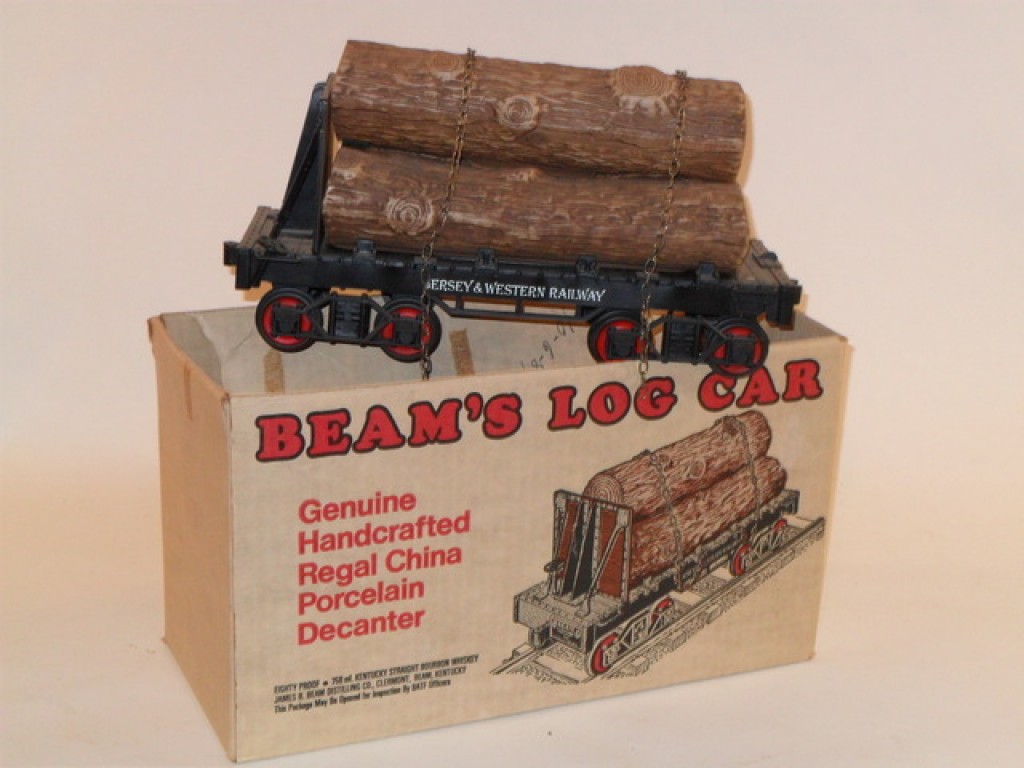 ERSEY & WESTERN RAILWAY
BEAM'S LOG CAR
Genuine
Handcrafted
Regal China
Porcelain
Decanter
EIGHTY PROOF • 750 ml. KENTUCKY STRAIGHT BOURBON WHISKEY
JAMES B. BEAM DISTILLING CO., CLERMONT, BEAM, KENTUCKY
This Package May Be Opened for Inspection By BATF Officers